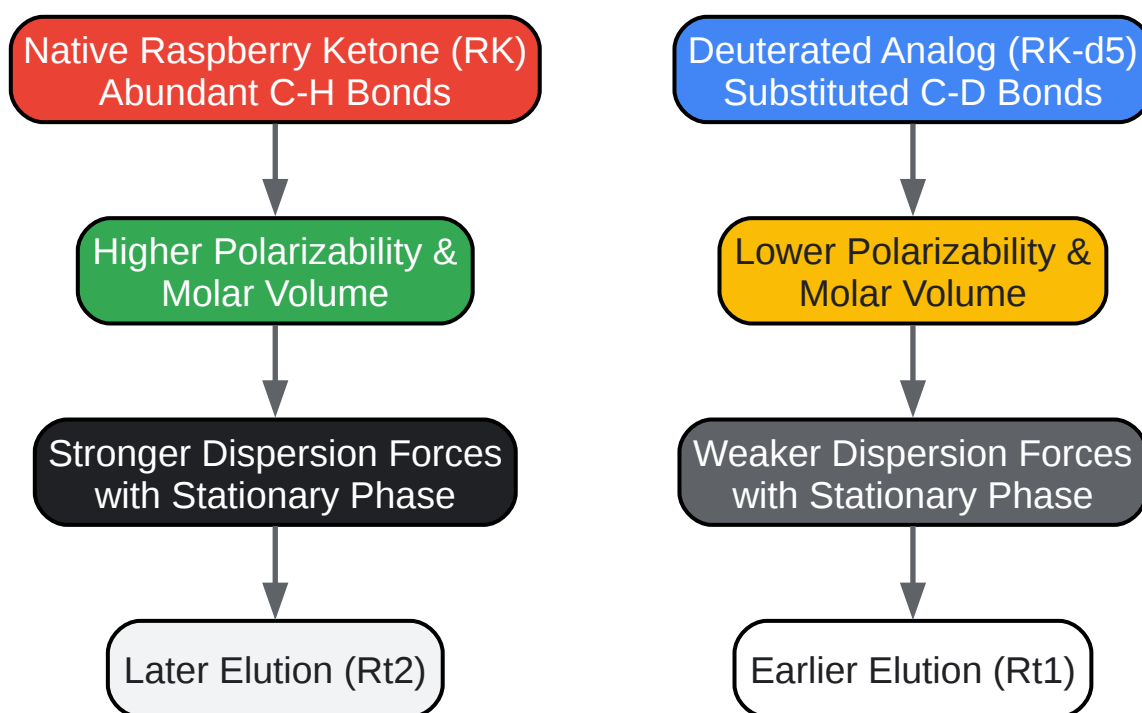 Native Raspberry Ketone (RK)
Abundant C-H Bonds
Higher Polarizability &
Molar Volume
Stronger Dispersion Forces
with Stationary Phase
Later Elution (Rt2)
Deuterated Analog (RK-d5)
Substituted C-D Bonds
Lower Polarizability &
Molar Volume
Weaker Dispersion Forces
with Stationary Phase
Earlier Elution (Rt1)